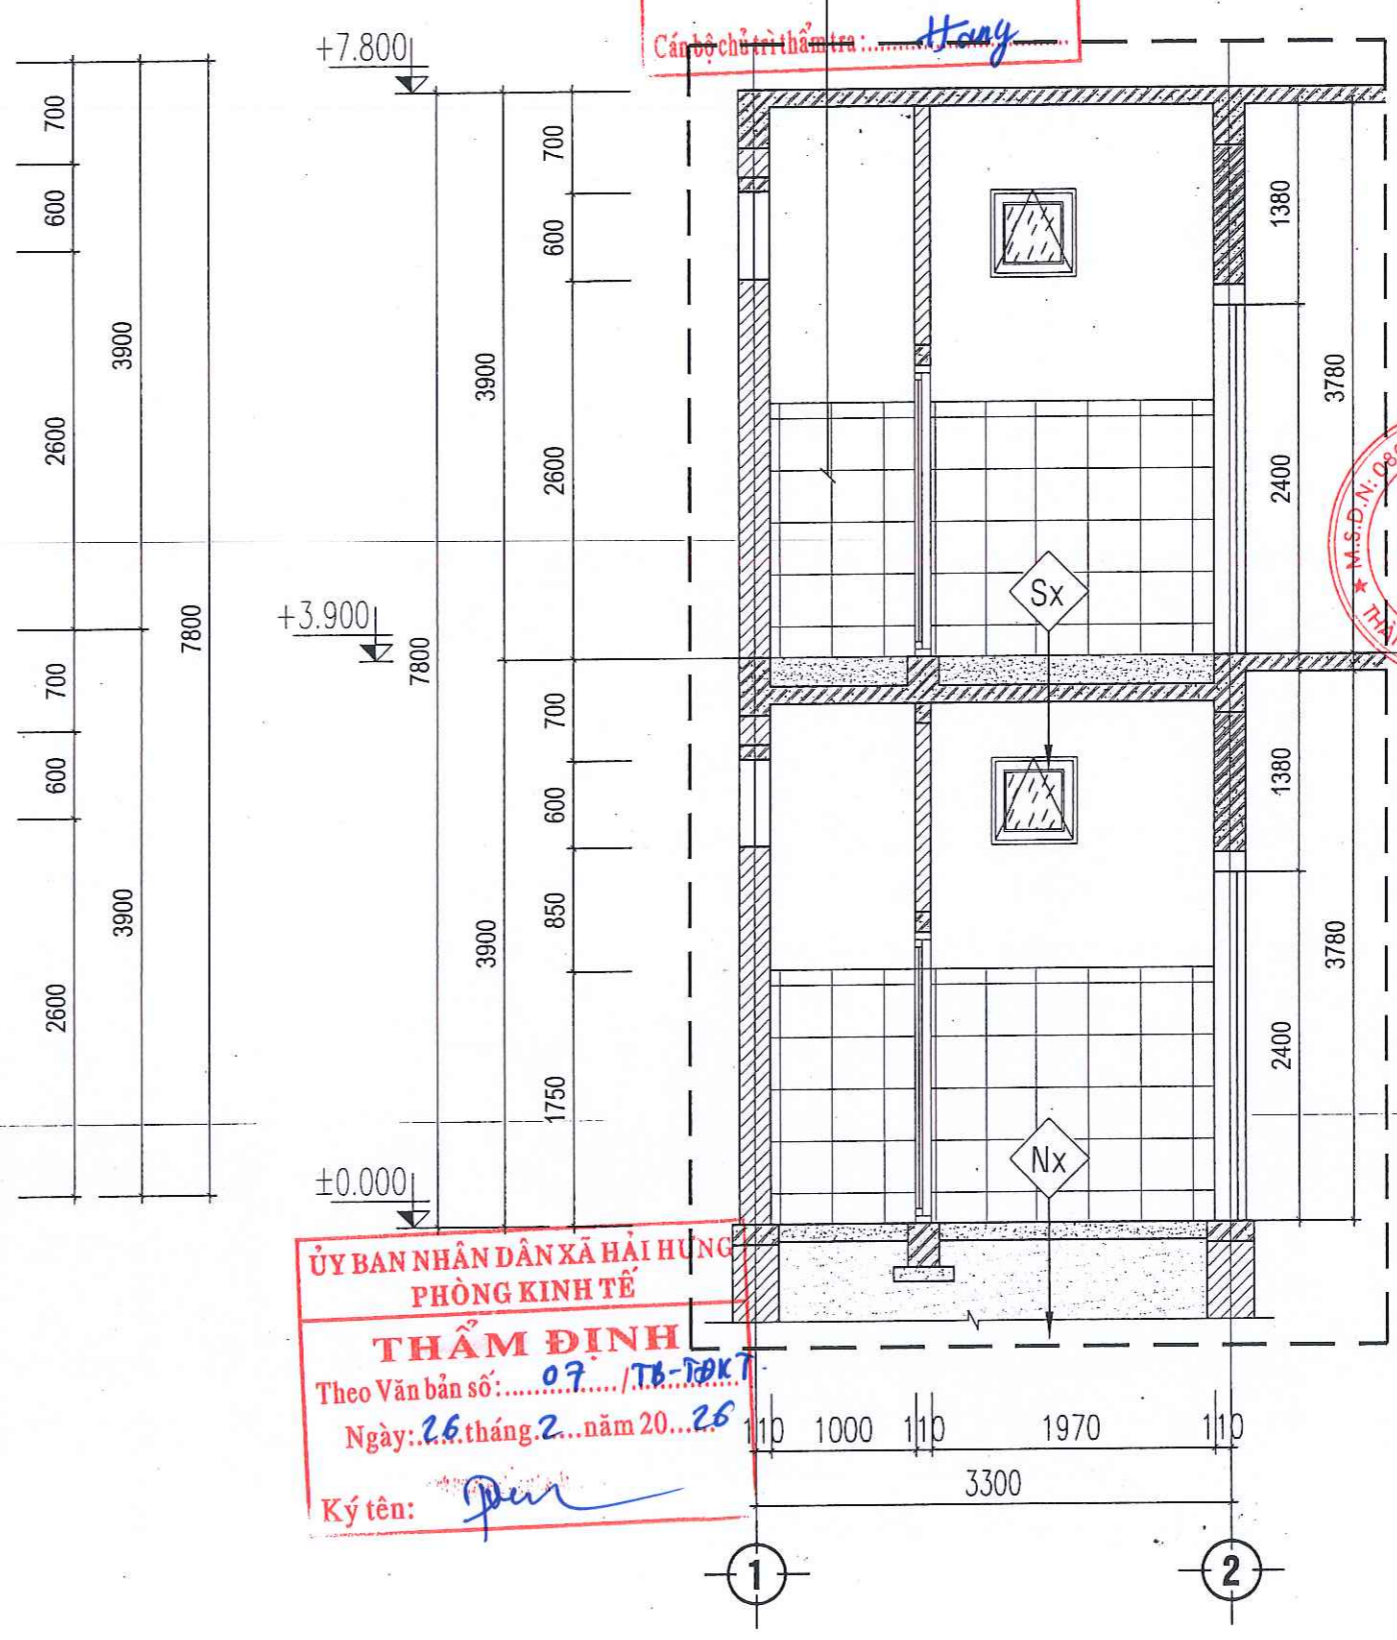 Cán bộ chủ trì thẩm tra:
+7.800
700
600
3900
2600
7800
700
600
3900
2600
700
600
3900
2600
+3.900
7800
700
600
850
3900
1750
±0.000
1380
3780
2400
1380
3780
2400
Sx
Nx
★ M.S.D.N: 08
ỦY BAN NHÂN DÂN XÃ HẢI HƯNG
PHÒNG KINH TẾ
THẨM ĐỊNH
Theo Văn bản số: 07 /TB-TĐKT
Ngày: 26 tháng 2 năm 20 26
Ký tên:
110 1000 110 1970 110
3300
1 2